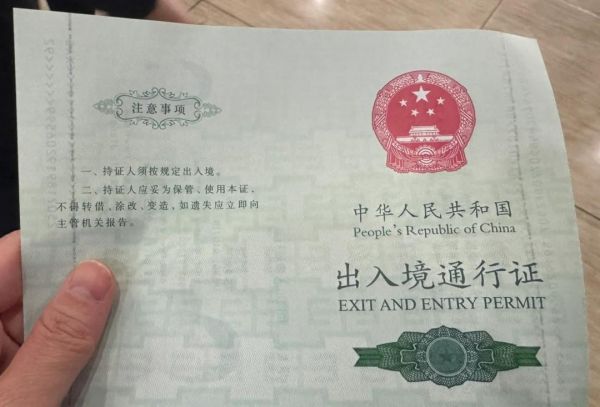 注意事项
一、持证人须按规定出入境。
二、持证人应妥为保管、使用本证，
不得转借、涂改、变造，如遗失应立即向
主管机关报告。
中华人民共和国
People's Republic of China
出入境通行证
EXIT AND ENTRY PERMIT